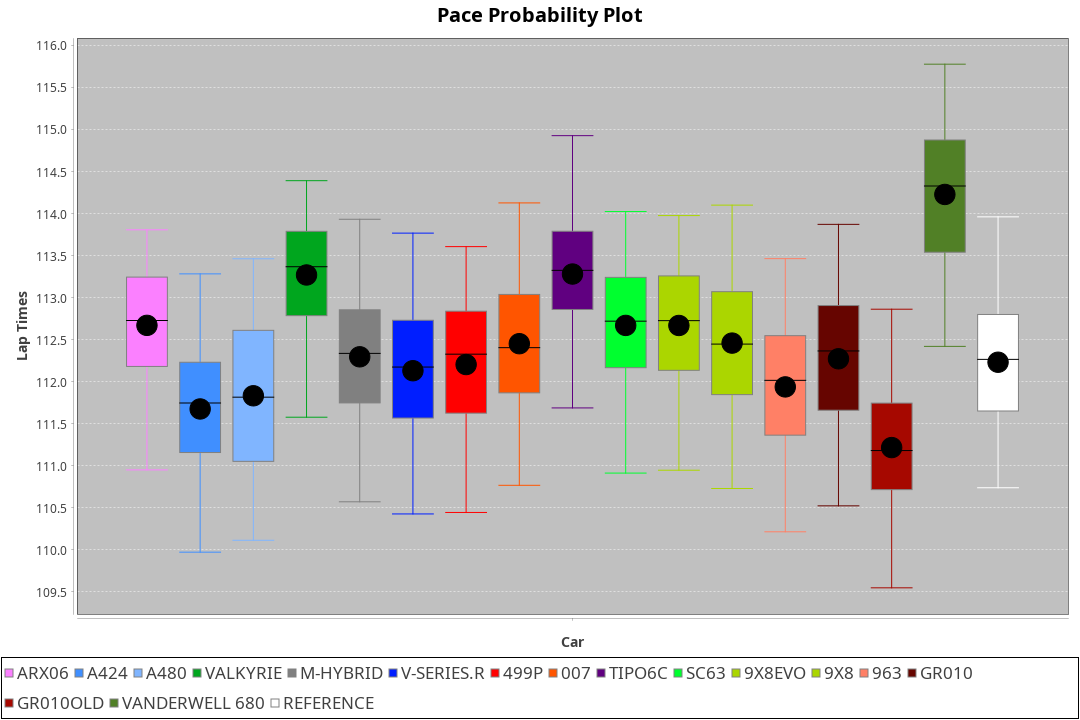 Pace Probability Plot
116.0
115.5
115.0
114.5
114.0
113.5
113.0
112.5
112.0
111.5
111.0
110.5
110.0
109.5
Lap Times
Car
ARX06 A424 A480 VALKYRIE M-HYBRID V-SERIES.R 499P 007 TIPO6C SC63 9X8EVO 9X8 963 GR010
GR010OLD VANDERWELL 680 REFERENCE